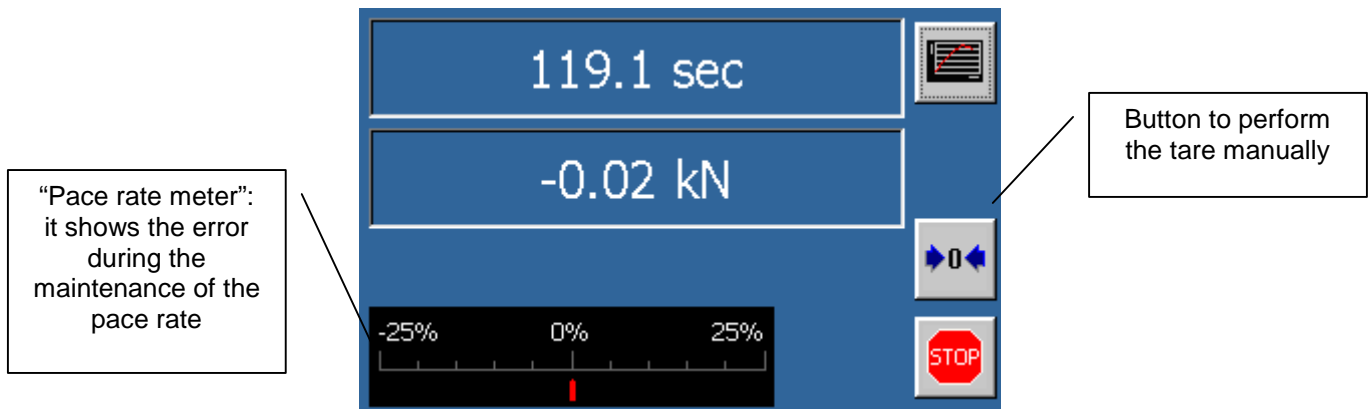 119.1 sec
-0.02 kN
Button to perform
the tare manually
“Pace rate meter”:
it shows the error
during the
maintenance of the
pace rate
0
-25% 0% 25%
STOP